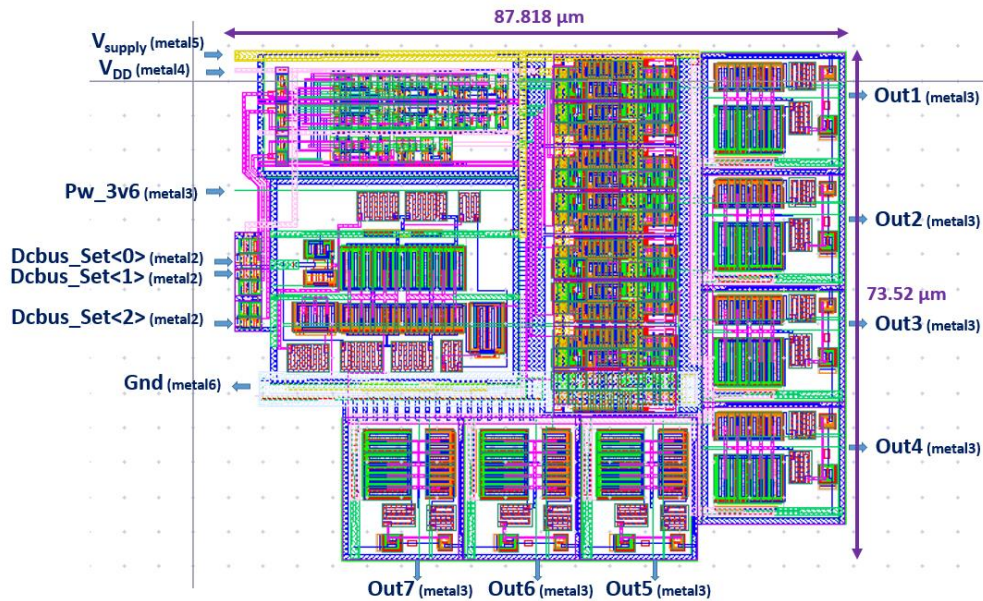 87.818 µm
Vsupply (metal5)
VDD (metal4)
Out1 (metal3)
Pw_3v6 (metal3)
Out2 (metal3)
Dcbus_Set<0> (metal2)
Dcbus_Set<1> (metal2)
73.52 µm
Dcbus_Set<2> (metal2)
Out3 (metal3)
Gnd (metal6)
Out4 (metal3)
Out7 (metal3) Out6 (metal3) Out5 (metal3)